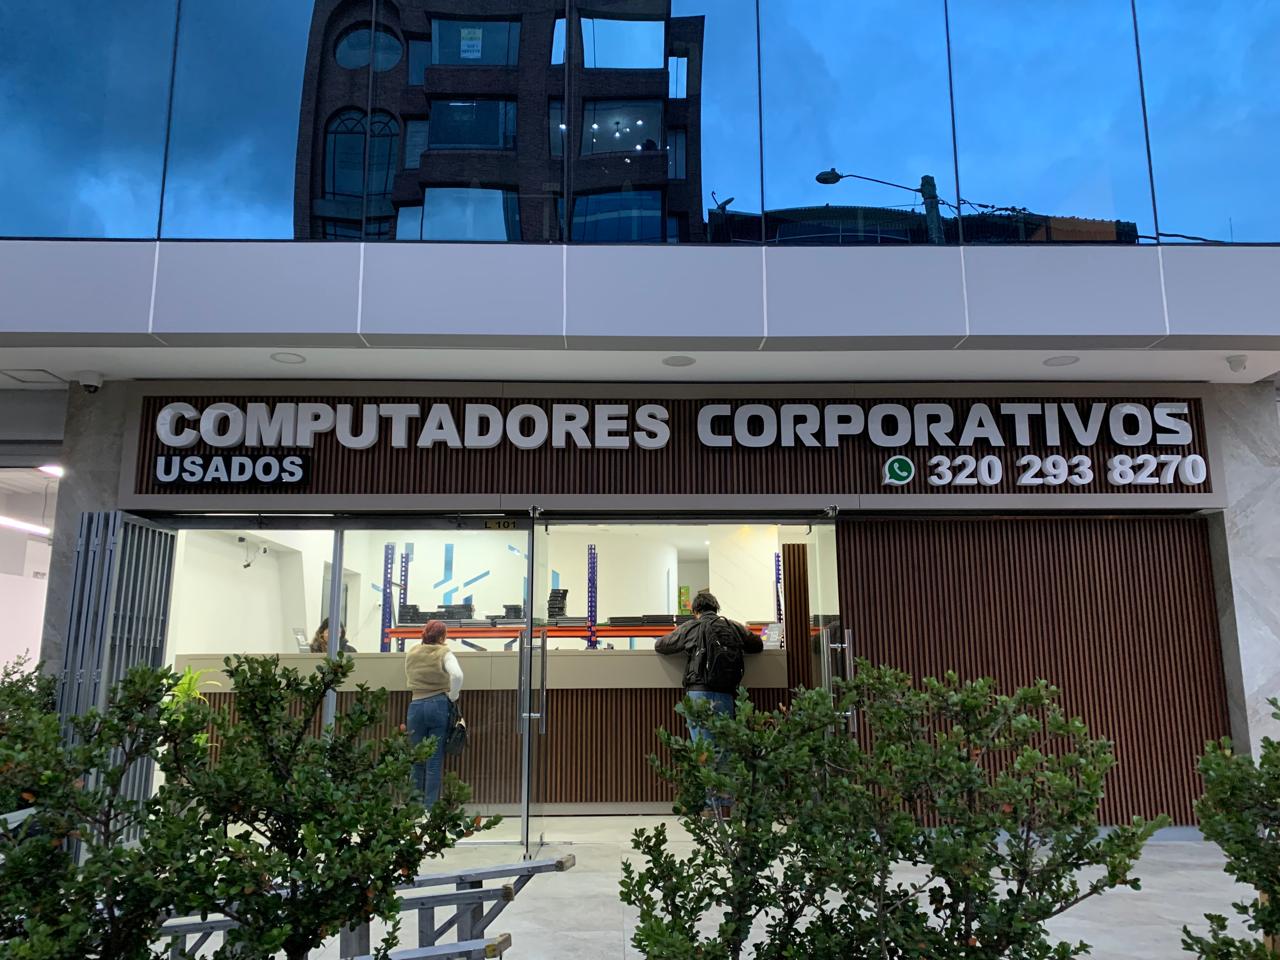 COMPUTADORES CORPORATIVOS
USADOS
320 293 8270
L 101